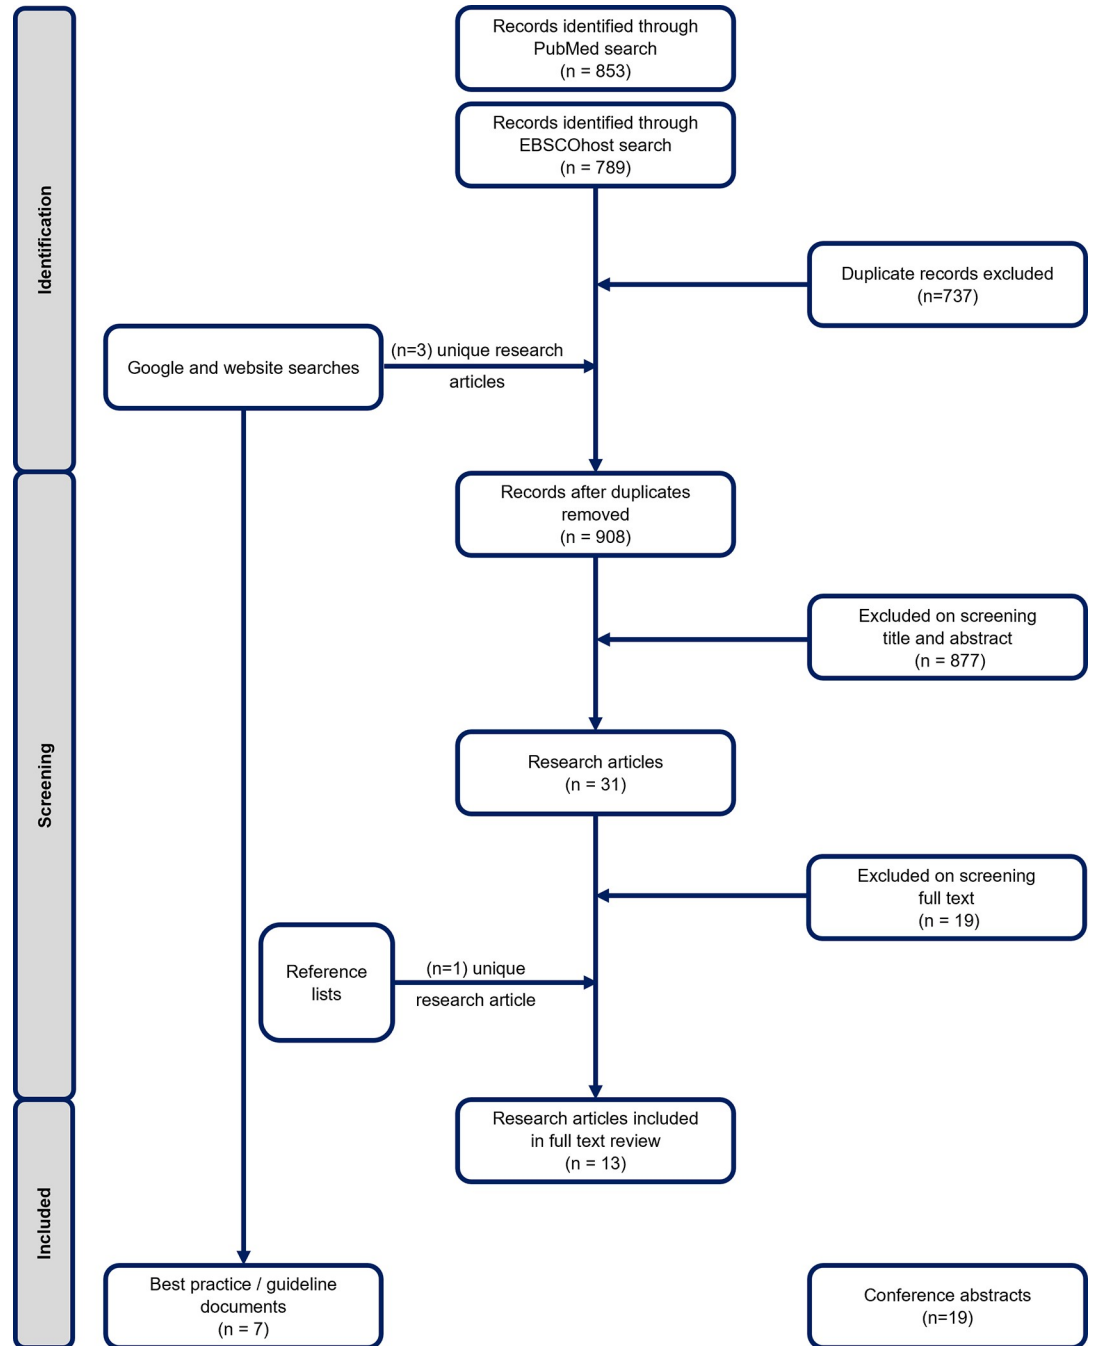 Identification
Records identified through
PubMed search
(n = 853)
Records identified through
EBSCOhost search
(n = 789)
Duplicate records excluded
(n=737)
Google and website searches
(n=3) unique research
articles
Screening
Records after duplicates
removed
(n = 908)
Excluded on screening
title and abstract
(n = 877)
Research articles
(n = 31)
Excluded on screening
full text
(n = 19)
Reference
lists
(n=1) unique
research article
Included
Research articles included
in full text review
(n = 13)
Best practice / guideline
documents
(n = 7)
Conference abstracts
(n=19)